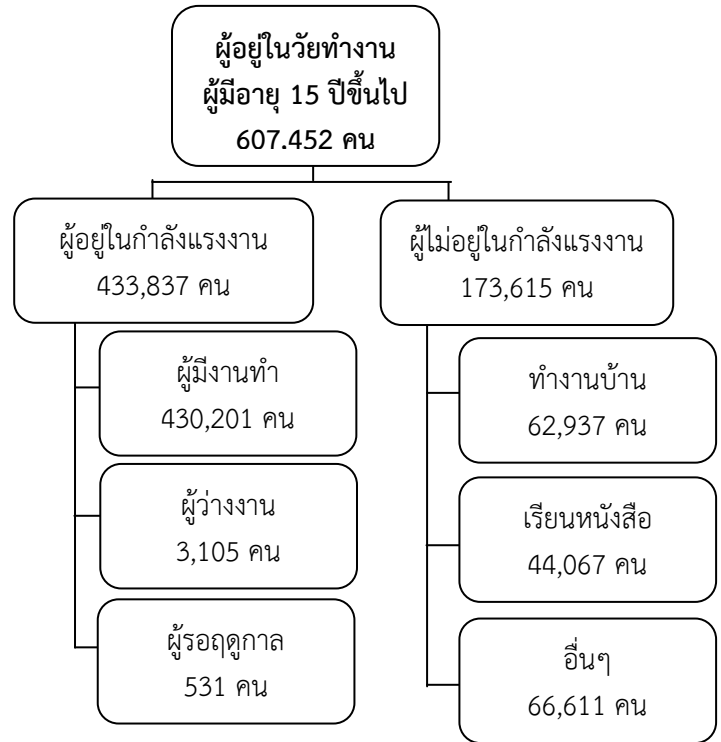 ผู้อยู่ในวัยทำงาน
ผู้มีอายุ 15 ปีขึ้นไป
607.452 คน
ผู้อยู่ในกำลังแรงงาน
433,837 คน
ผู้ไม่อยู่ในกำลังแรงงาน
173,615 คน
ผู้มีงานทำ
430,201 คน
ผู้ว่างงาน
3,105 คน
ผู้รอฤดูกาล
531 คน
ทำงานบ้าน
62,937 คน
เรียนหนังสือ
44,067 คน
อื่นๆ
66,611 คน